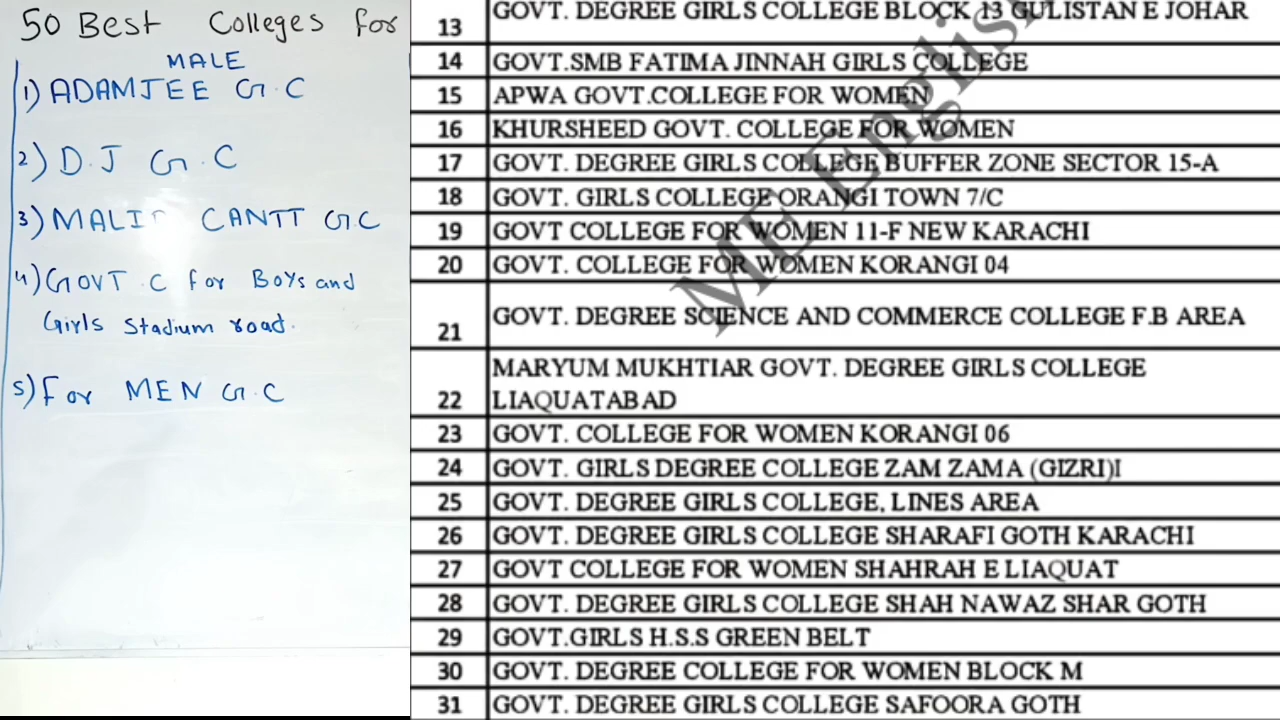 50 Best Colleges for
MALE
1) ADAMJEE G.C
2) D.J G.C
3) MALIR CANTT G.C
4) GOVT.C for Boys and
Girls Stadium road.
5) For MEN G.C
13 GOVT. DEGREE GIRLS COLLEGE BLOCK 13 GULISTAN E JOHAR
14 GOVT.SMB FATIMA JINNAH GIRLS COLLEGE
15 APWA GOVT.COLLEGE FOR WOMEN
16 KHURSHEED GOVT. COLLEGE FOR WOMEN
17 GOVT. DEGREE GIRLS COLLEGE BUFFER ZONE SECTOR 15-A
18 GOVT. GIRLS COLLEGE ORANGI TOWN 7/C
19 GOVT COLLEGE FOR WOMEN 11-F NEW KARACHI
20 GOVT. COLLEGE FOR WOMEN KORANGI 04
21 GOVT. DEGREE SCIENCE AND COMMERCE COLLEGE F.B AREA
MARYUM MUKHTIAR GOVT. DEGREE GIRLS COLLEGE
22 LIAQUATABAD
23 GOVT. COLLEGE FOR WOMEN KORANGI 06
24 GOVT. GIRLS DEGREE COLLEGE ZAM ZAMA (GIZRI)I
25 GOVT. DEGREE GIRLS COLLEGE, LINES AREA
26 GOVT. DEGREE GIRLS COLLEGE SHARAFI GOTH KARACHI
27 GOVT COLLEGE FOR WOMEN SHAHRAH E LIAQUAT
28 GOVT. DEGREE GIRLS COLLEGE SHAH NAWAZ SHAR GOTH
29 GOVT.GIRLS H.S.S GREEN BELT
30 GOVT. DEGREE COLLEGE FOR WOMEN BLOCK M
31 GOVT. DEGREE GIRLS COLLEGE SAFOORA GOTH
ME English